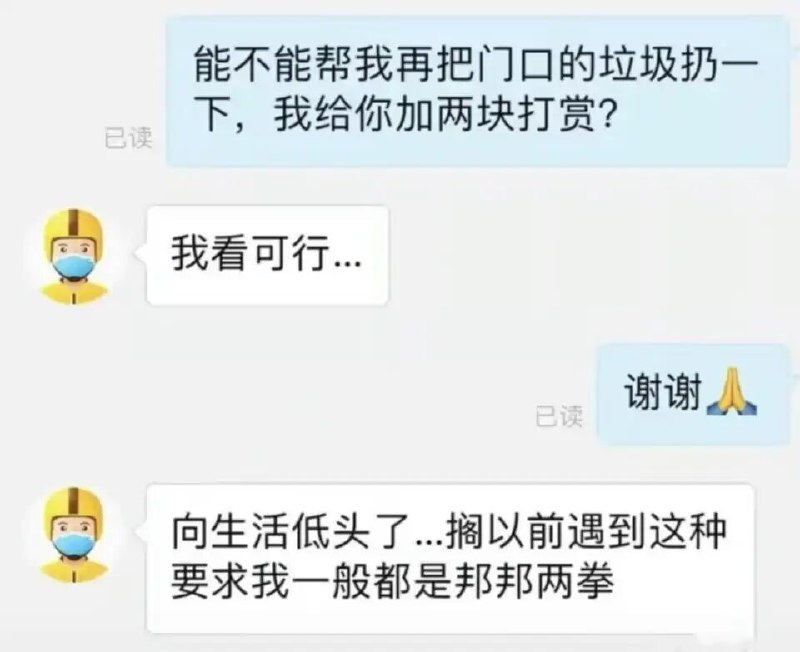 能不能帮我再把门口的垃圾扔一
下，我给你加两块打赏？
已读
我看可行...
谢谢🙏
已读
向生活低头了...搁以前遇到这种
要求我一般都是邦邦两拳